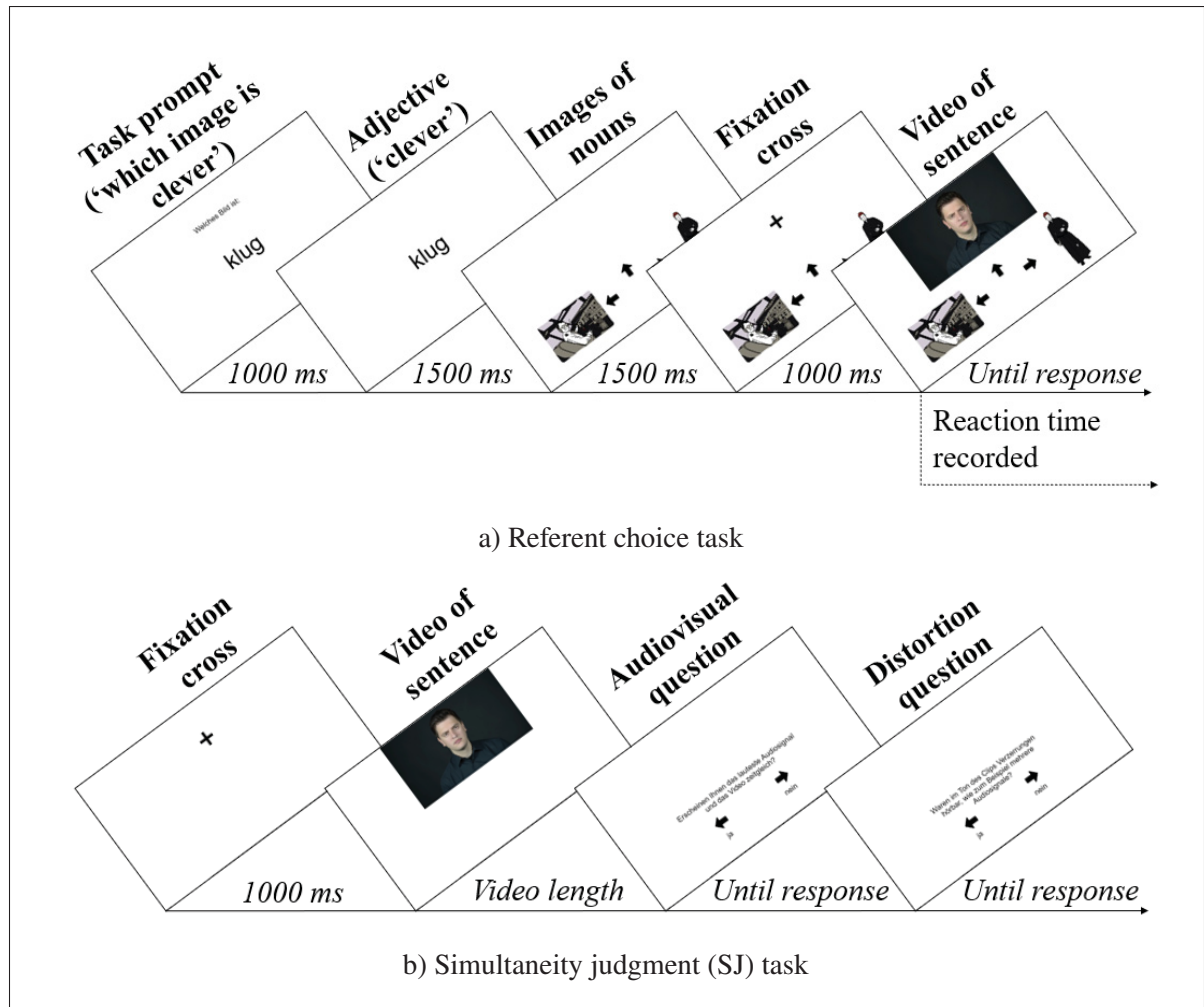 Task prompt
(‘which image is
clever’)
Adjective
(‘clever’)
Images of
nouns
Fixation
cross
Video of
sentence
Welches Bild ist:
klug
klug
1000 ms
1500 ms
1500 ms
1000 ms
Until response
Reaction time
recorded
a) Referent choice task
Fixation
cross
Video of
sentence
Audiovisual
question
Distortion
question
Erscheinen Ihnen das lauteste Audiosignal
und das Video zeitgleich?
ja
nein
Waren im Ton des Clips Verzerrungen
hörbar, wie zum Beispiel mehrere
Audiosignale?
ja
nein
1000 ms
Video length
Until response
Until response
b) Simultaneity judgment (SJ) task